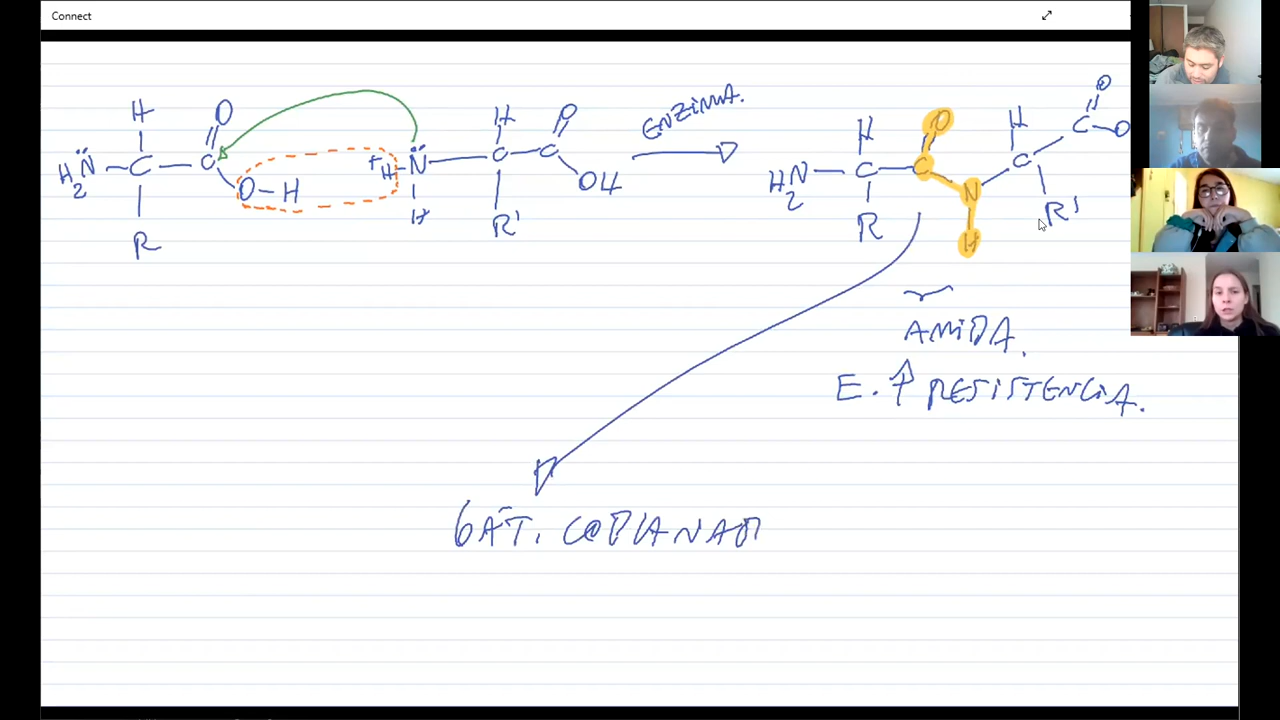 Connect
H O H O ENZIMA. H O H O
H₂N̈ - C - C +H - N̈ - C - C H₂N - C - C - N - C - C - O
O - H OH
R H R' R H R'
AMIDA.
E. ↑ RESISTENCIA.
6 AT. COPLANAR